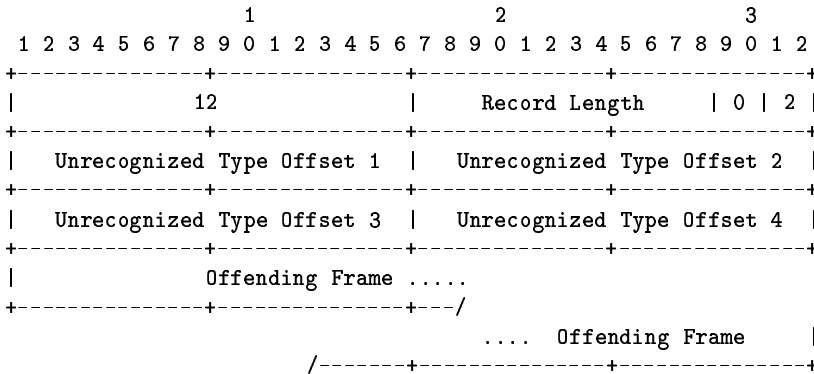 1                   2                   3
 1 2 3 4 5 6 7 8 9 0 1 2 3 4 5 6 7 8 9 0 1 2 3 4 5 6 7 8 9 0 1 2
+---------------+---------------+---------------+---------------+
|              12               |     Record Length     | 0 | 2 |
+---------------+---------------+---------------+---------------+
|   Unrecognized Type Offset 1  |   Unrecognized Type Offset 2  |
+---------------+---------------+---------------+---------------+
|   Unrecognized Type Offset 3  |   Unrecognized Type Offset 4  |
+---------------+---------------+---------------+---------------+
|               Offending Frame .....
+---------------+---------------+---/
                                      ....  Offending Frame     |
                        /-------+---------------+---------------+